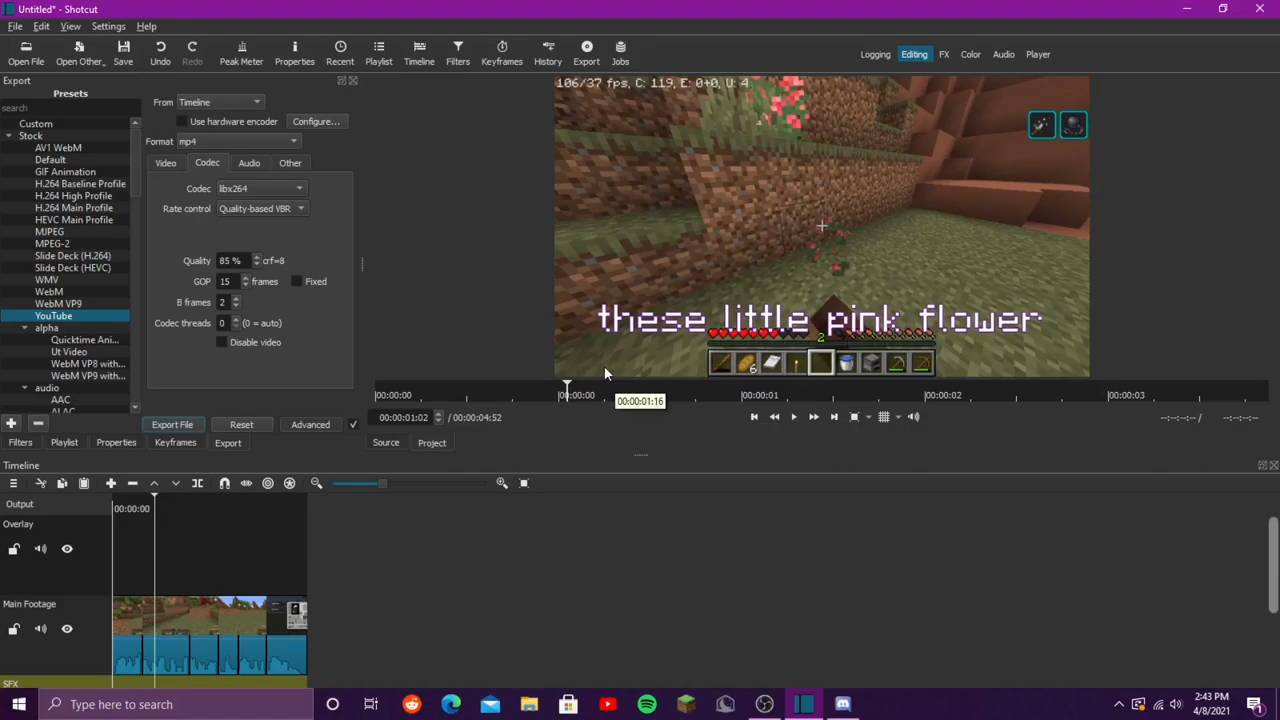 Untitled* - Shotcut
File Edit View Settings Help
Open File Open Other.. Save Undo Redo Peak Meter Properties Recent Playlist Timeline Filters Keyframes History Export Jobs
Logging Editing FX Color Audio Player
Export
Presets
search
Custom
Stock
AV1 WebM
Default
GIF Animation
H.264 Baseline Profile
H.264 High Profile
H.264 Main Profile
HEVC Main Profile
MJPEG
MPEG-2
Slide Deck (H.264)
Slide Deck (HEVC)
WMV
WebM
WebM VP9
YouTube
alpha
Quicktime Ani...
Ut Video
WebM VP8 with...
WebM VP9 with...
audio
AAC
ALAC
From Timeline
Use hardware encoder Configure...
Format mp4
Video Codec Audio Other
Codec libx264
Rate control Quality-based VBR
Quality 85 % crf=8
GOP 15 frames Fixed
B frames 2
Codec threads 0 (0 = auto)
Disable video
Export File Reset Advanced
Filters Playlist Properties Keyframes Export
106/37 fps, C: 119, E: 0+0, U: 4
these little pink flower
2
6
00:00:00 00:00:00 00:00:01 00:00:02 00:00:03
00:00:01:16
00:00:01:02 / 00:00:04:52
--:--:--:-- / --:--:--:--
Source Project
Timeline
Output
00:00:00
Overlay
Main Footage
SFX
Type here to search
2:43 PM
4/8/2021
1